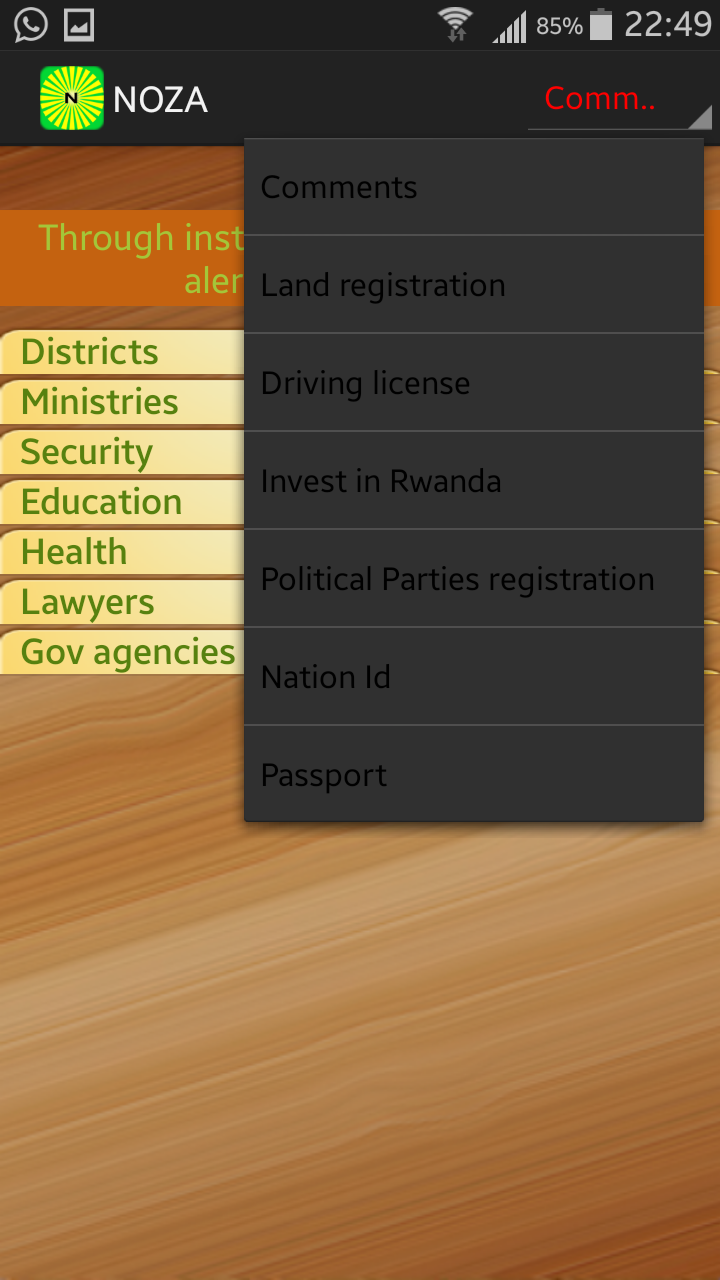 85% 22:49
N NOZA Comm..
Comments
Land registration
Driving license
Invest in Rwanda
Political Parties registration
Nation Id
Passport
Through inst
aler
Districts
Ministries
Security
Education
Health
Lawyers
Gov agencies